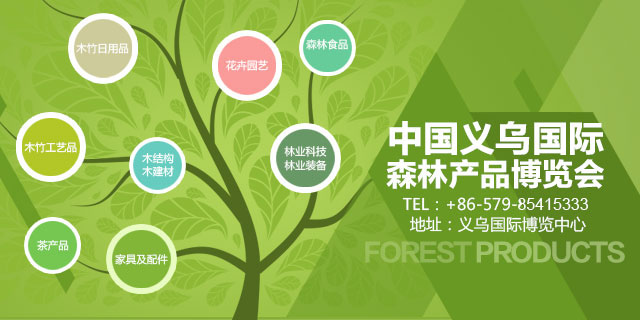 木竹日用品
花卉园艺
森林食品
木竹工艺品
木结构
木建材
林业科技
林业装备
茶产品
家具及配件
中国义乌国际
森林产品博览会
TEL：+86-579-85415333
地址：义乌国际博览中心
FOREST PRODUCTS